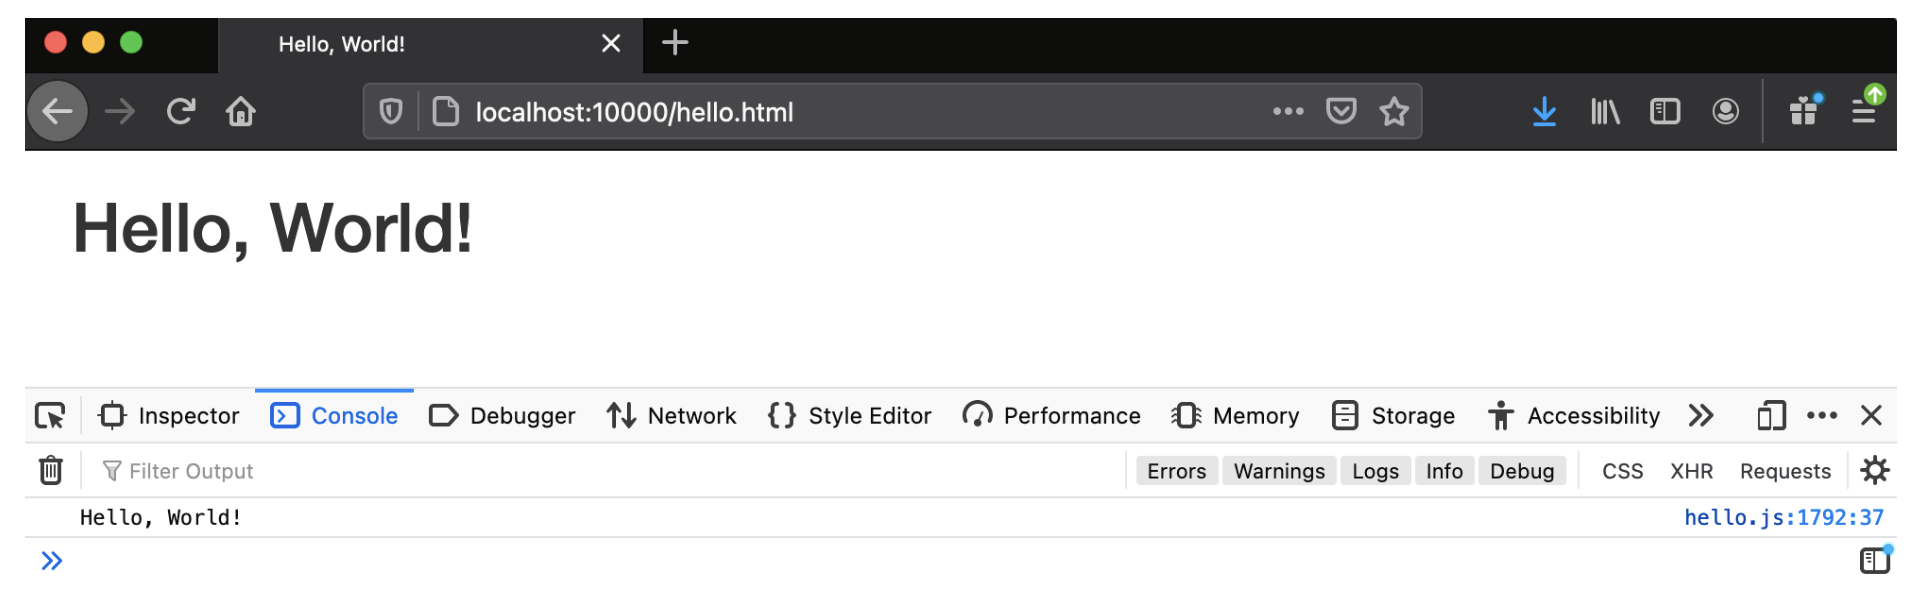 Hello, World!
localhost:10000/hello.html
Hello, World!
Inspector Console Debugger Network Style Editor Performance Memory Storage Accessibility
Filter Output Errors Warnings Logs Info Debug CSS XHR Requests
Hello, World! hello.js:1792:37